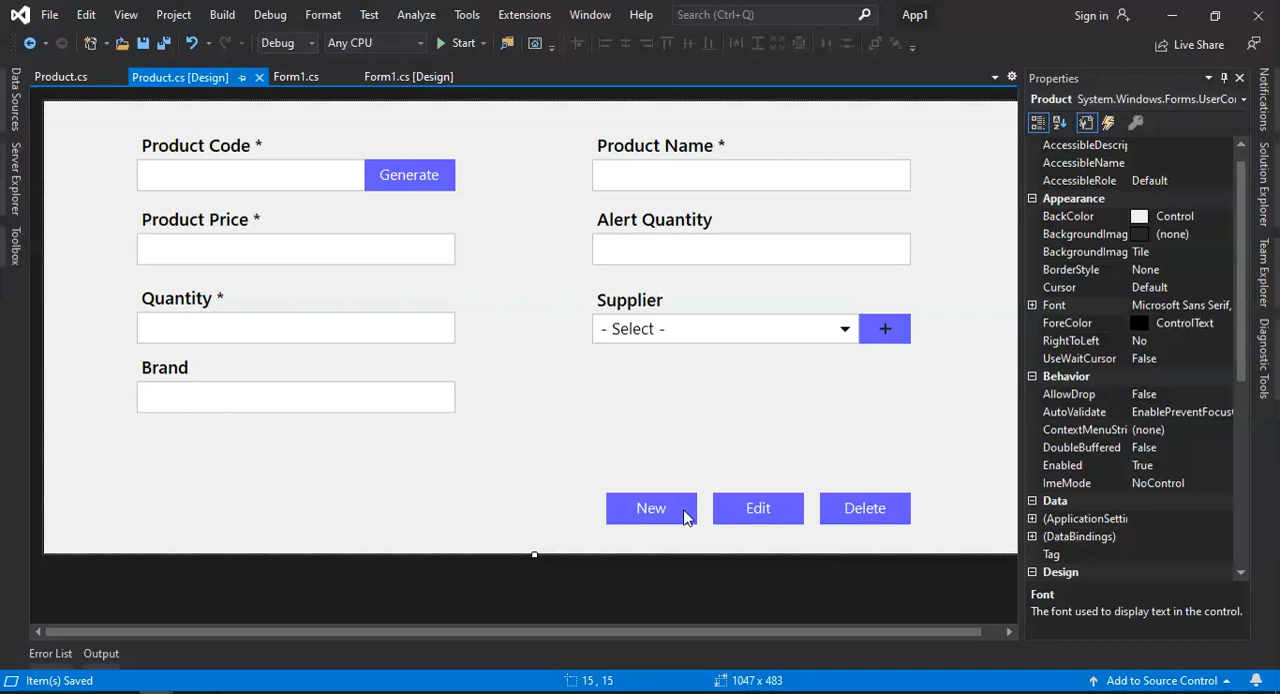 File Edit View Project Build Debug Format Test Analyze Tools Extensions Window Help Search (Ctrl+Q) App1 Sign in
Debug Any CPU Start Live Share
Product.cs Product.cs [Design] Form1.cs Form1.cs [Design]
Data Sources
Server Explorer
Toolbox
Product Code *
Generate
Product Name *
Product Price *
Alert Quantity
Quantity *
Supplier
- Select - +
Brand
New Edit Delete
Properties
Product System.Windows.Forms.UserCo
AccessibleDescrip
AccessibleName
AccessibleRole Default
Appearance
BackColor Control
BackgroundImag (none)
BackgroundImag Tile
BorderStyle None
Cursor Default
Font Microsoft Sans Serif,
ForeColor ControlText
RightToLeft No
UseWaitCursor False
Behavior
AllowDrop False
AutoValidate EnablePreventFocus
ContextMenuStri (none)
DoubleBuffered False
Enabled True
ImeMode NoControl
Data
(ApplicationSetti
(DataBindings)
Tag
Design
Font
The font used to display text in the control.
Notifications
Solution Explorer
Team Explorer
Diagnostic Tools
Error List Output
Item(s) Saved 15 , 15 1047 x 483 Add to Source Control